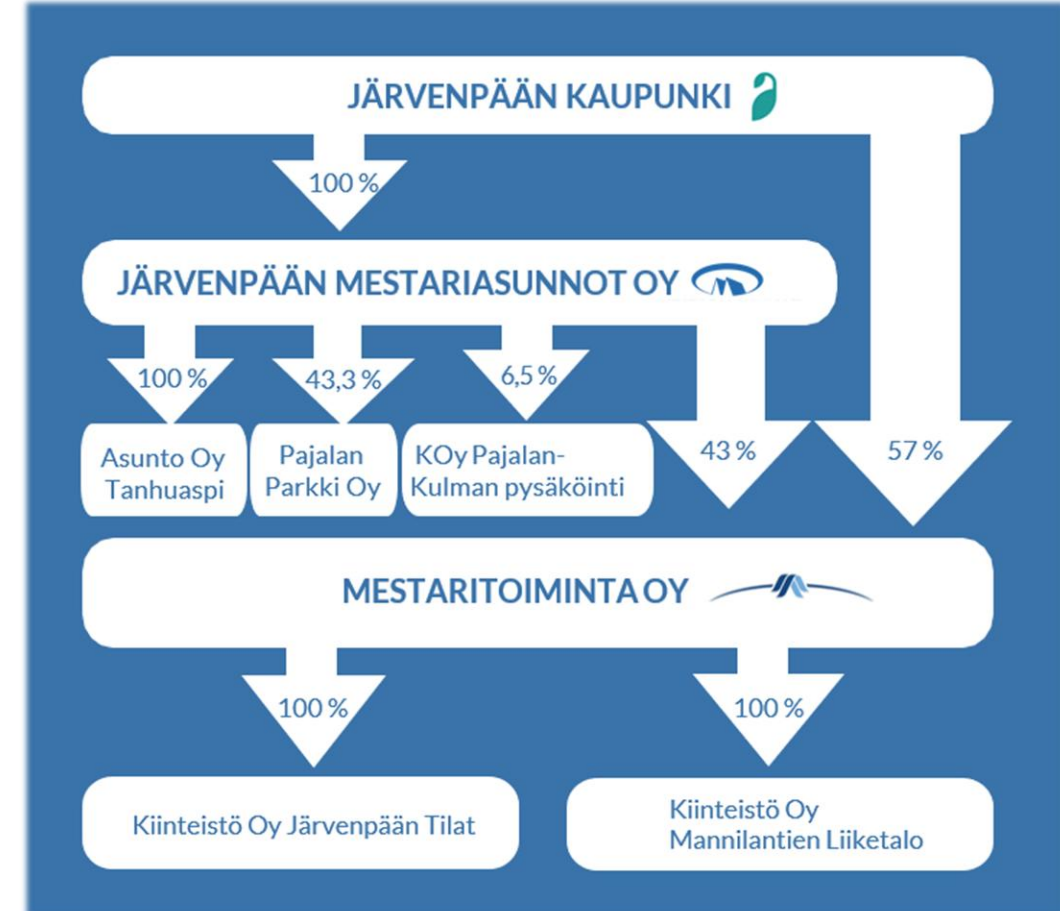 JÄRVENPÄÄN KAUPUNKI
100 %
JÄRVENPÄÄN MESTARIASUNNOT OY
100 %
43,3 %
6,5 %
43 %
57 %
Asunto Oy
Tanhuaspi
Pajalan
Parkki Oy
KOy Pajalan-
Kulman pysäköinti
MESTARITOIMINTA OY
100 %
100 %
Kiinteistö Oy Järvenpään Tilat
Kiinteistö Oy
Mannilantien Liiketalo